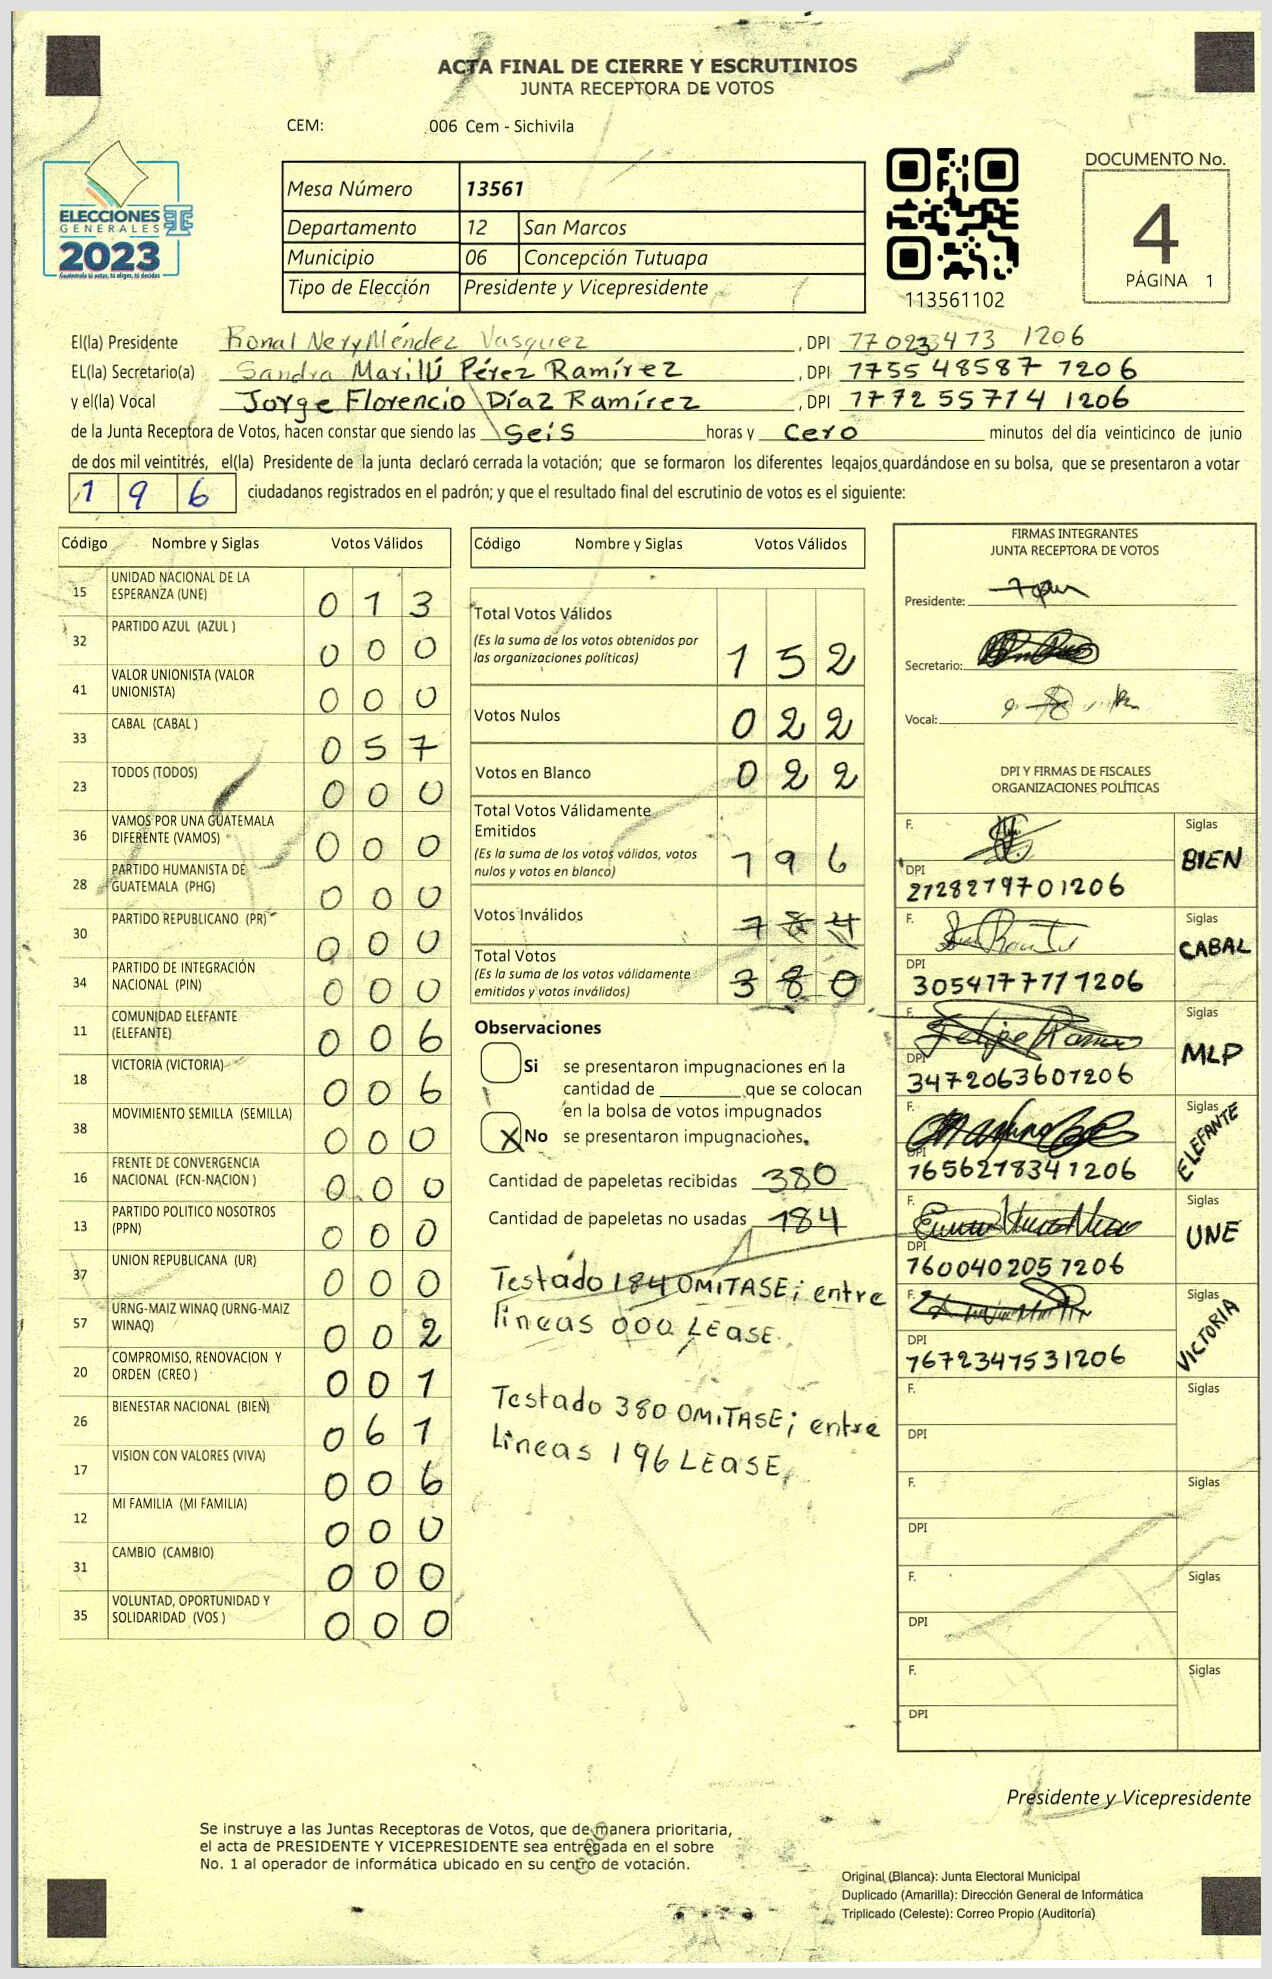 ACTA FINAL DE CIERRE Y ESCRUTINIOS
JUNTA RECEPTORA DE VOTOS
CEM: 006 Cem - Sichivila
ELECCIONES
GENERALES
2023
Guatemala tú votas, tú eliges, tú decides
Mesa Número 13561
Departamento 12 San Marcos
Municipio 06 Concepción Tutuapa
Tipo de Elección Presidente y Vicepresidente
113561102
DOCUMENTO No.
4
PÁGINA 1
El(la) Presidente Ronal Nery Méndez Vasquez , DPI 1206
EL(la) Secretario(a) Sandra Marilú Pérez Ramírez , DPI 7755 48587 1206
y el(la) Vocal Jorge Florencio Díaz Ramírez , DPI 1772 55714 1206
de la Junta Receptora de Votos, hacen constar que siendo las Seis horas y Cero minutos del día veinticinco de junio
de dos mil veintitrés, el(la) Presidente de la junta declaró cerrada la votación; que se formaron los diferentes legajos guardándose en su bolsa, que se presentaron a votar
196 ciudadanos registrados en el padrón; y que el resultado final del escrutinio de votos es el siguiente:
Código Nombre y Siglas Votos Válidos
15 UNIDAD NACIONAL DE LA
ESPERANZA (UNE) 0 1 3
32 PARTIDO AZUL (AZUL ) 0 0 0
41 VALOR UNIONISTA (VALOR
UNIONISTA) 0 0 0
33 CABAL (CABAL ) 0 5 7
23 TODOS (TODOS) 0 0 0
36 VAMOS POR UNA GUATEMALA
DIFERENTE (VAMOS) 0 0 0
28 PARTIDO HUMANISTA DE
GUATEMALA (PHG) 0 0 0
30 PARTIDO REPUBLICANO (PR) 0 0 0
34 PARTIDO DE INTEGRACIÓN
NACIONAL (PIN) 0 0 0
11 COMUNIDAD ELEFANTE
(ELEFANTE) 0 0 6
18 VICTORIA (VICTORIA) 0 0 6
38 MOVIMIENTO SEMILLA (SEMILLA) 0 0 0
16 FRENTE DE CONVERGENCIA
NACIONAL (FCN-NACION ) 0 0 0
13 PARTIDO POLITICO NOSOTROS
(PPN) 0 0 0
37 UNION REPUBLICANA (UR) 0 0 0
57 URNG-MAIZ WINAQ (URNG-MAIZ
WINAQ) 0 0 2
20 COMPROMISO, RENOVACION Y
ORDEN (CREO ) 0 0 1
26 BIENESTAR NACIONAL (BIEN) 0 6 1
17 VISION CON VALORES (VIVA) 0 0 6
12 MI FAMILIA (MI FAMILIA) 0 0 0
31 CAMBIO (CAMBIO) 0 0 0
35 VOLUNTAD, OPORTUNIDAD Y
SOLIDARIDAD (VOS ) 0 0 0
Código Nombre y Siglas Votos Válidos
Total Votos Válidos
(Es la suma de los votos obtenidos por
las organizaciones políticas) 1 5 2
Votos Nulos 0 2 2
Votos en Blanco 0 2 2
Total Votos Válidamente
Emitidos
(Es la suma de los votos válidos, votos
nulos y votos en blanco) 1 9 6
Votos Inválidos 1 8 4
Total Votos
(Es la suma de los votos válidamente
emitidos y votos inválidos) 3 8 0
Observaciones
Si se presentaron impugnaciones en la
cantidad de ________ que se colocan
en la bolsa de votos impugnados
X No se presentaron impugnaciones.
Cantidad de papeletas recibidas 380
Cantidad de papeletas no usadas 184
Testado 184 OMITASE; entre
lineas 000 LEASE.
Testado 380 OMITASE; entre
Lineas 196 LEASE.
FIRMAS INTEGRANTES
JUNTA RECEPTORA DE VOTOS
Presidente:
Secretario:
Vocal:
DPI Y FIRMAS DE FISCALES
ORGANIZACIONES POLÍTICAS
F. Siglas
BIEN
DPI
2128279701206
F. Siglas
CABAL
DPI
3054177771206
F. Felipe Ramos Siglas
MLP
DPI
3472063601206
F. Siglas
ELEFANTE
DPI
1656278341206
F. Siglas
UNE
DPI
1600402051206
F. Siglas
VICTORIA
DPI
1672347531206
F. Siglas
DPI
F. Siglas
DPI
F. Siglas
DPI
F. Siglas
DPI
Presidente y Vicepresidente
Se instruye a las Juntas Receptoras de Votos, que de manera prioritaria,
el acta de PRESIDENTE Y VICEPRESIDENTE sea entregada en el sobre
No. 1 al operador de informática ubicado en su centro de votación.
Original (Blanca): Junta Electoral Municipal
Duplicado (Amarilla): Dirección General de Informática
Triplicado (Celeste): Correo Propio (Auditoría)